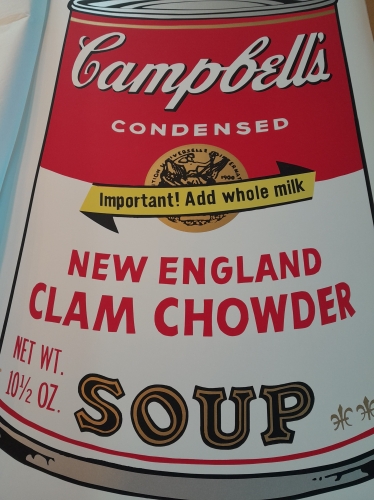 Campbell's
CONDENSED
Important! Add whole milk
NEW ENGLAND
CLAM CHOWDER
NET WT.
10½ OZ.
SOUP